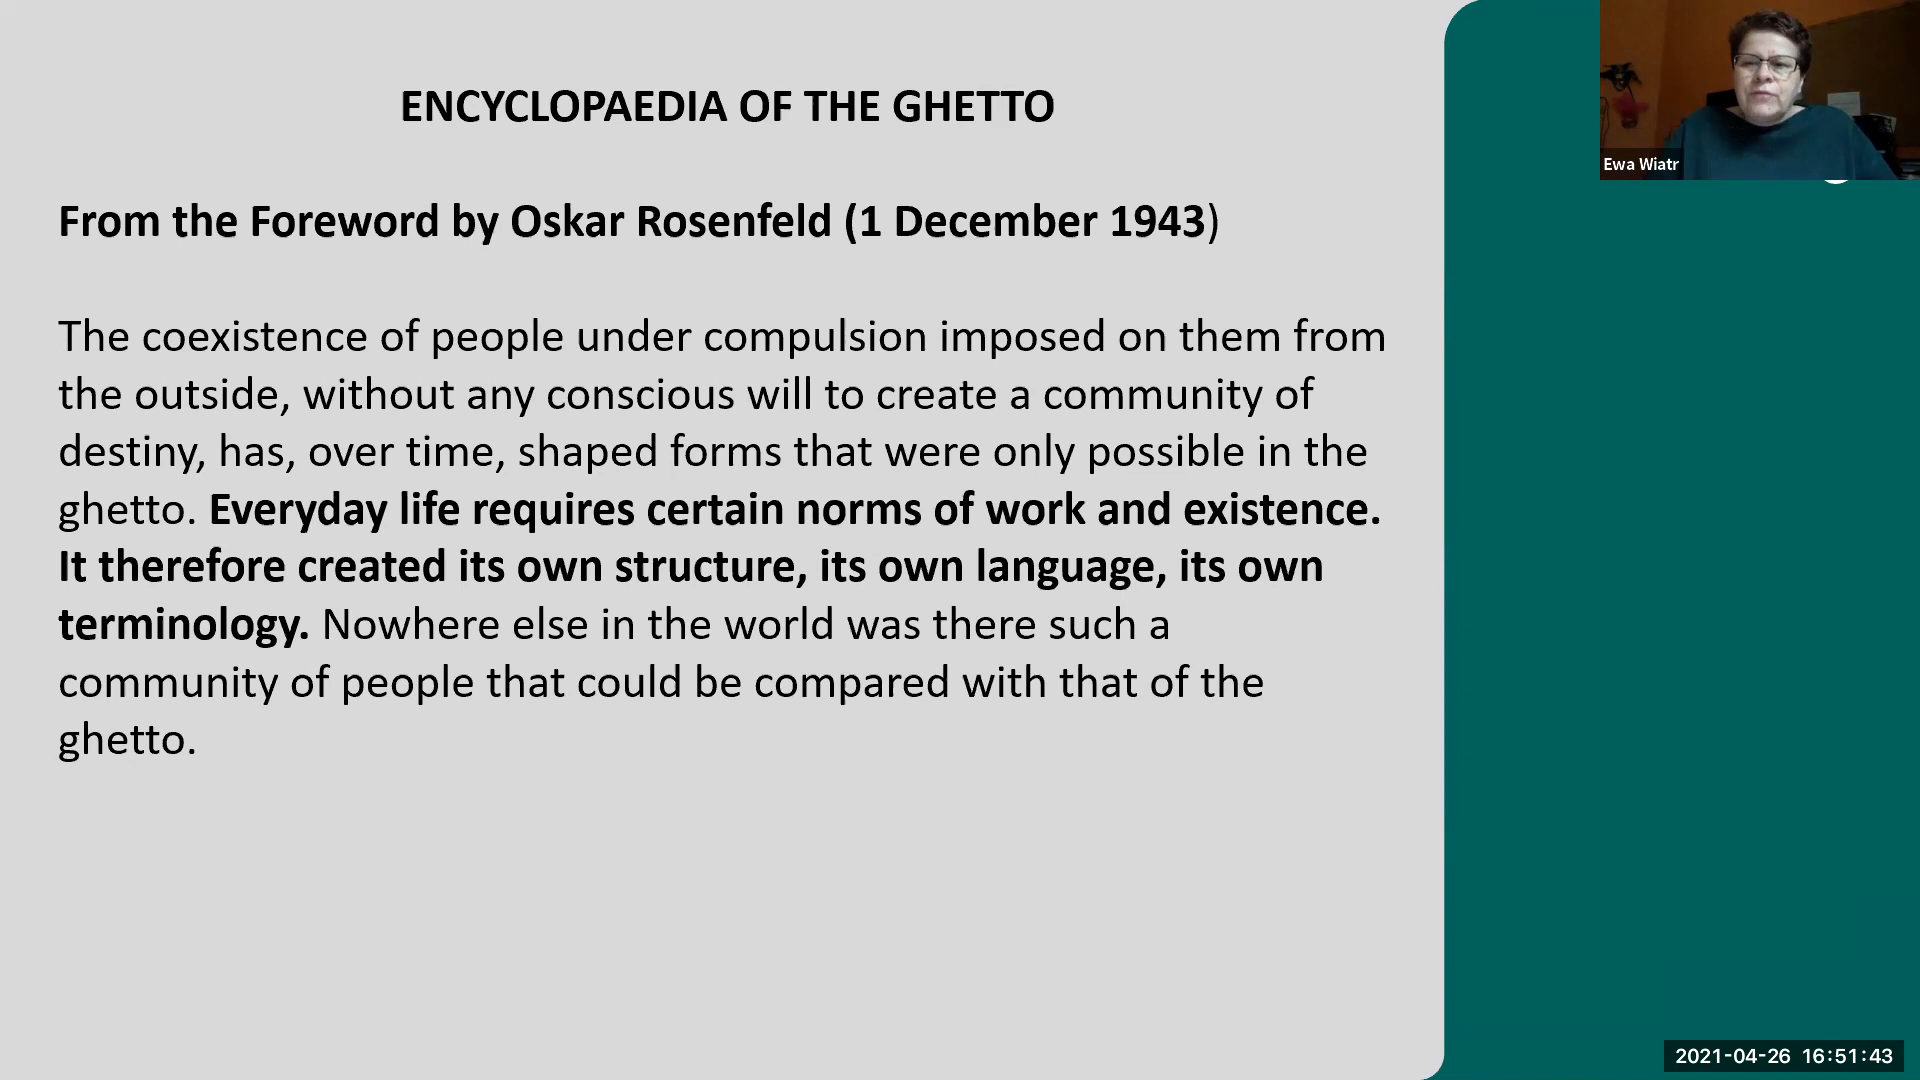 ENCYCLOPAEDIA OF THE GHETTO
From the Foreword by Oskar Rosenfeld (1 December 1943)
The coexistence of people under compulsion imposed on them from
the outside, without any conscious will to create a community of
destiny, has, over time, shaped forms that were only possible in the
ghetto. Everyday life requires certain norms of work and existence.
It therefore created its own structure, its own language, its own
terminology. Nowhere else in the world was there such a
community of people that could be compared with that of the
ghetto.
Ewa Wiatr
2021-04-26 16:51:43